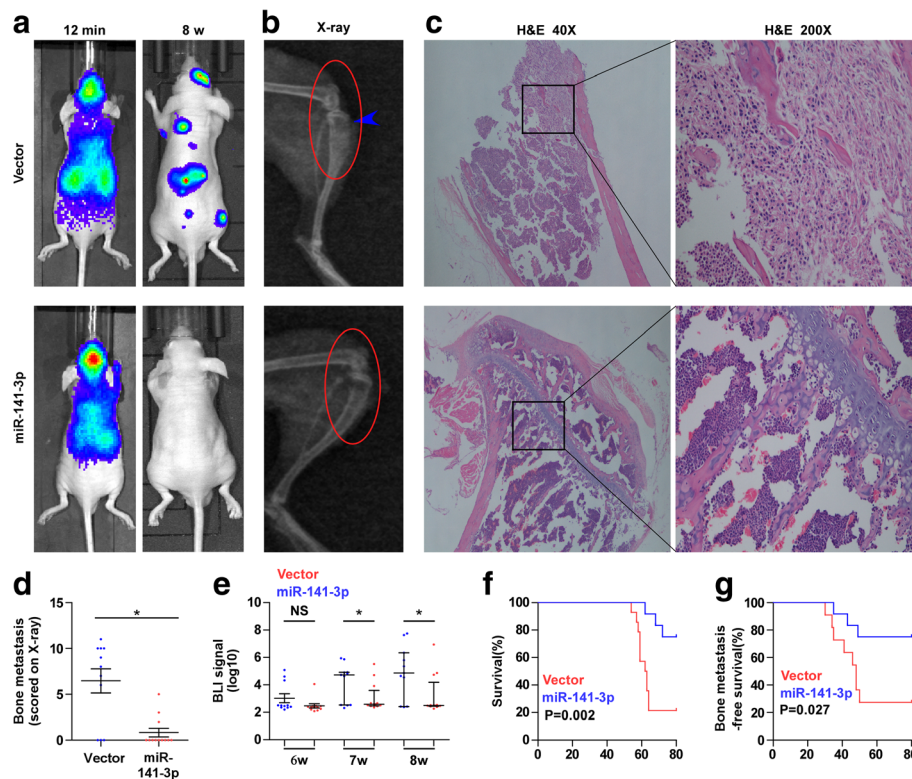 a
12 min
8 w
b
X-ray
c
H&E 40X
H&E 200X
Vector
miR-141-3p
d
Bone metastasis
(scored on X-ray)
15
10
5
0
*
Vector
miR-
141-3p
e
Vector
miR-141-3p
BLI signal
(log10)
10
8
6
4
2
0
NS
*
*
6w
7w
8w
f
Survival(%)
100
80
60
40
20
0
Vector
miR-141-3p
P=0.002
0
20
40
60
80
g
Bone metastasis
-free survival(%)
100
80
60
40
20
0
Vector
miR-141-3p
P=0.027
0
20
40
60
80